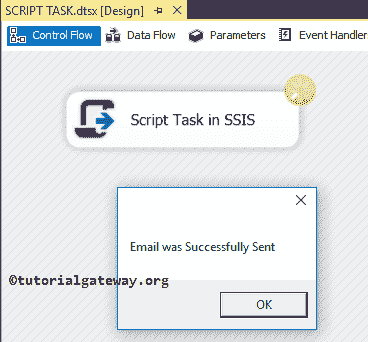 SCRIPT TASK.dtsx [Design]
Control Flow Data Flow Parameters Event Handlers
Script Task in SSIS
Email was Successfully Sent
©tutorialgateway.org
OK